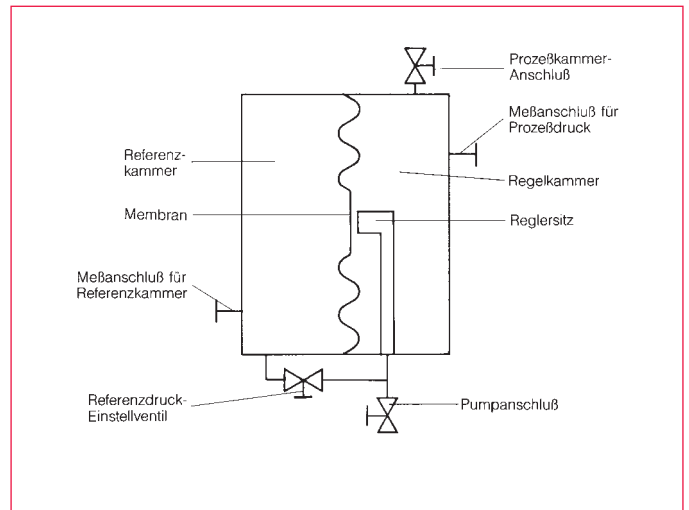 Prozeßkammer-
Anschluß
Meßanschluß für
Prozeßdruck
Referenz-
kammer
Regelkammer
Membran
Reglersitz
Meßanschluß für
Referenzkammer
Referenzdruck-
Einstellventil
Pumpanschluß